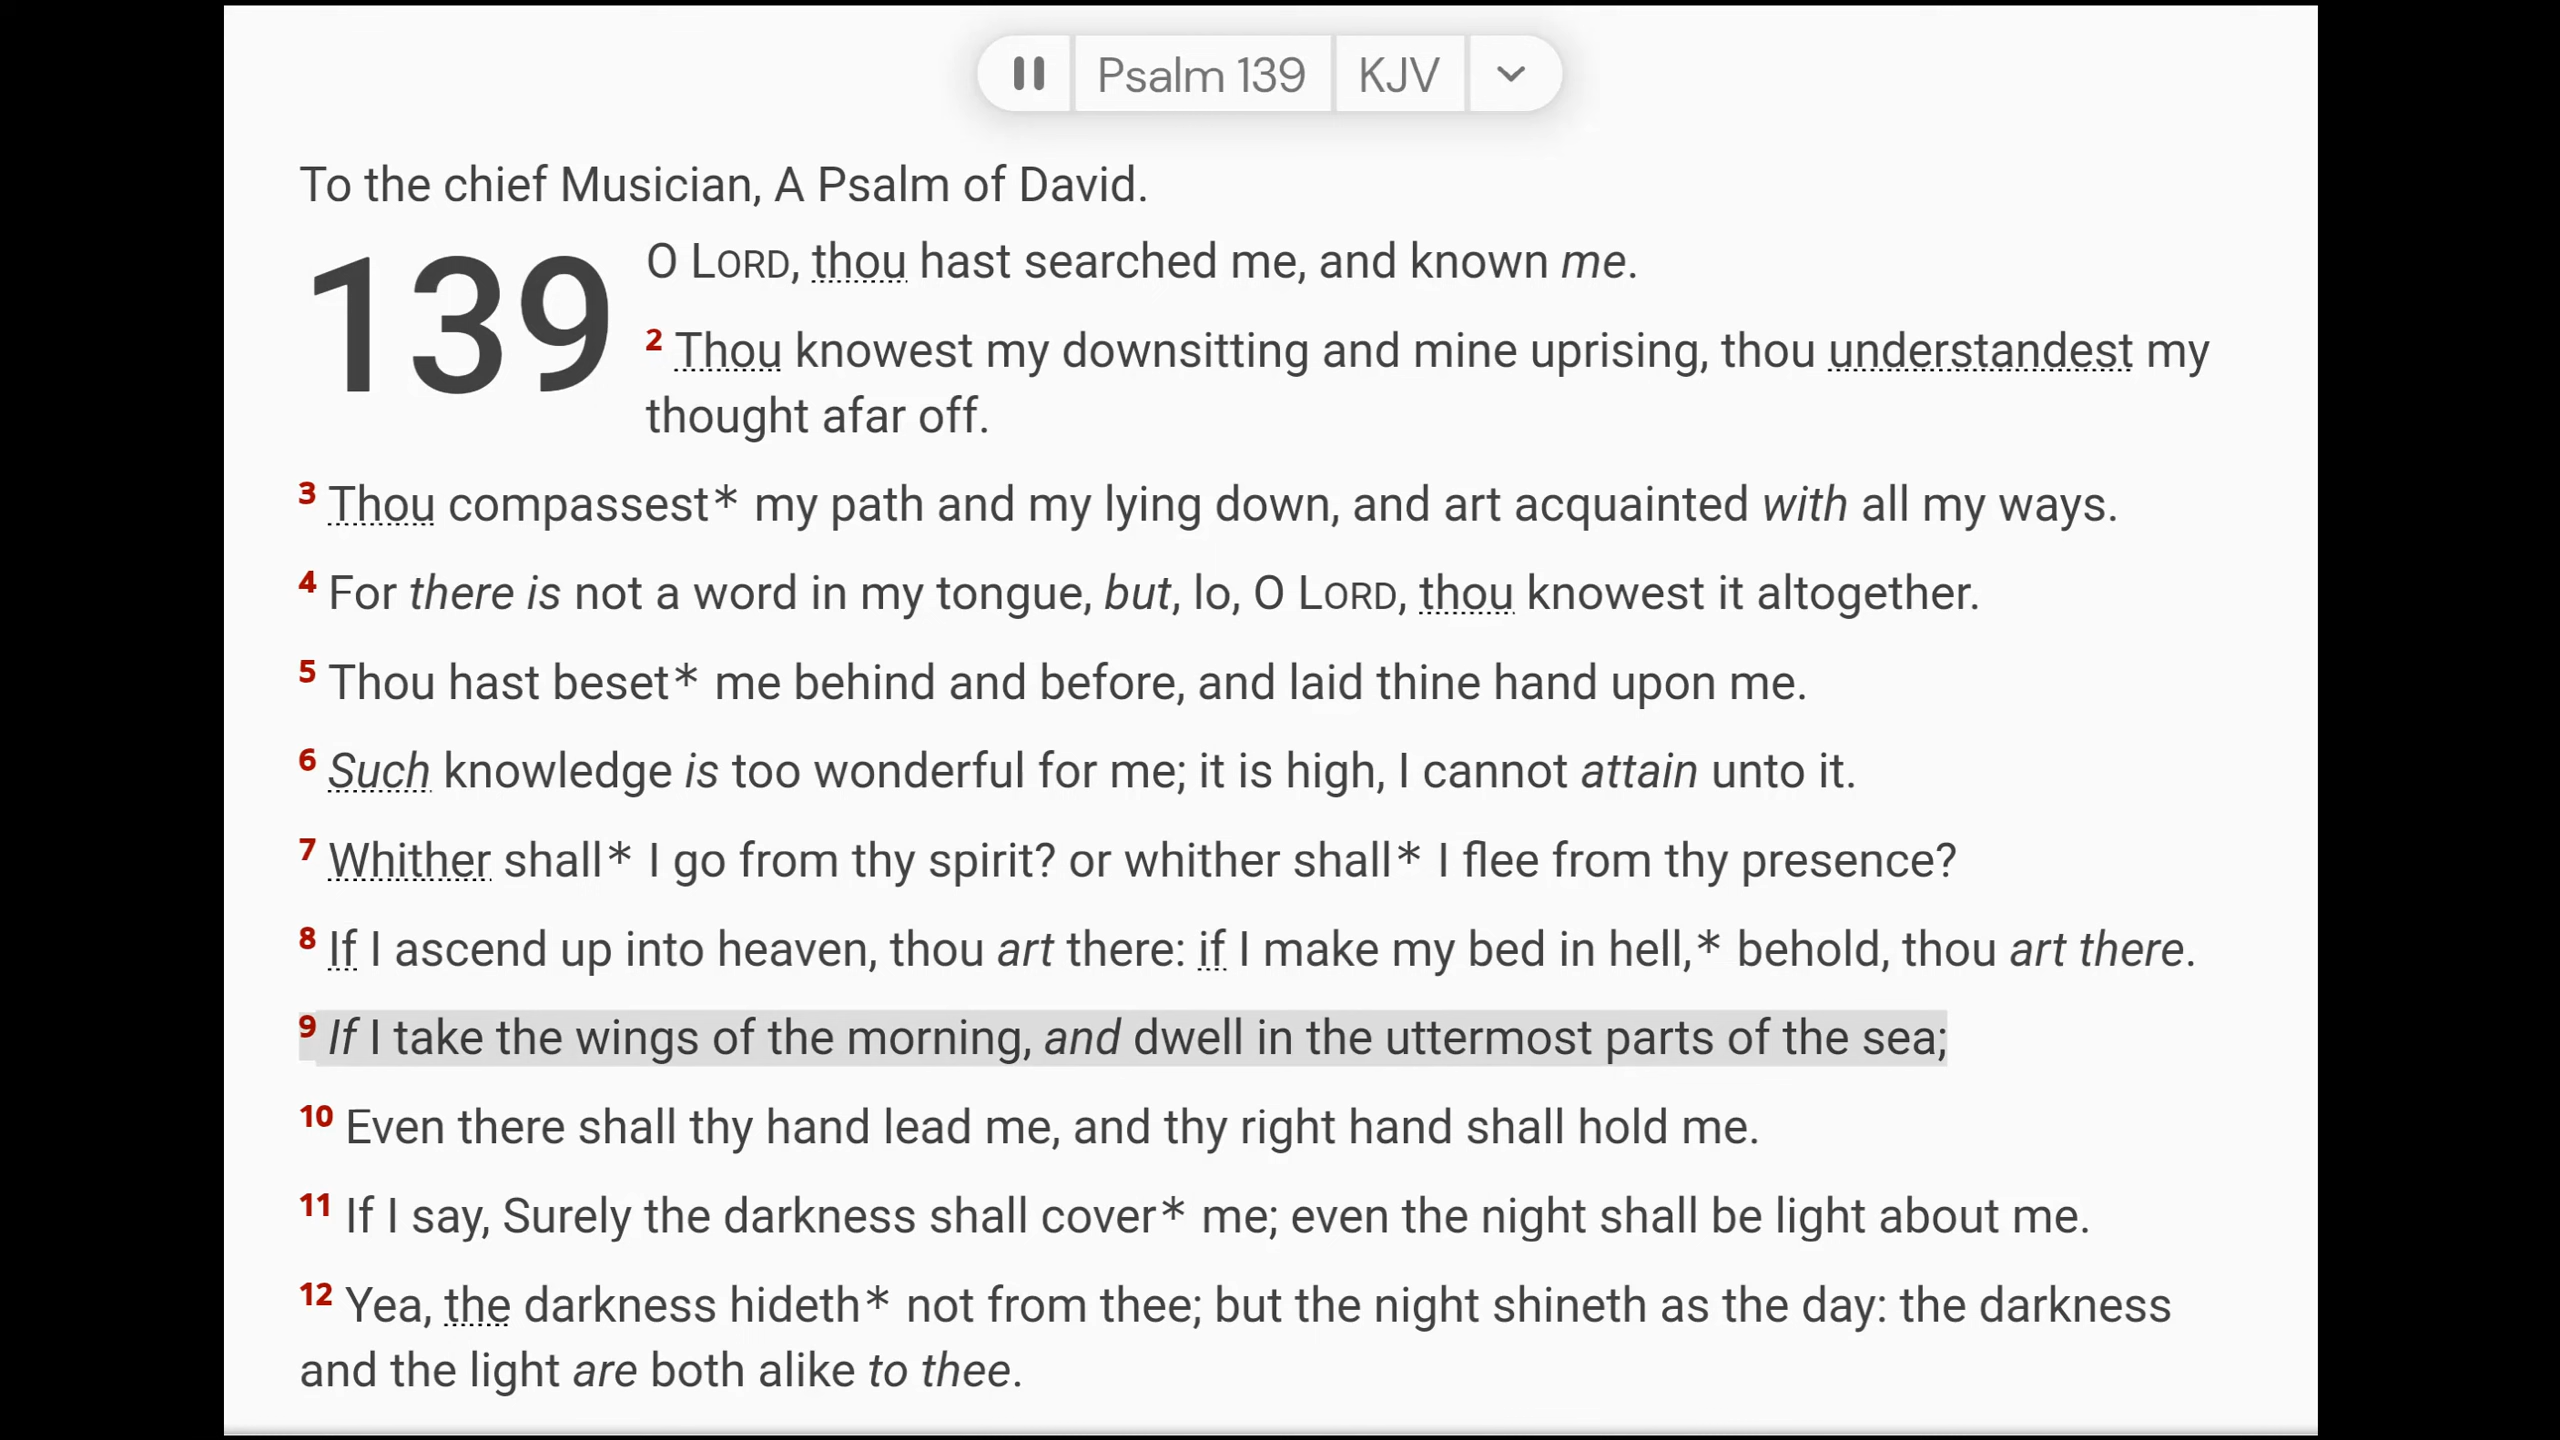 Psalm 139 KJV
To the chief Musician, A Psalm of David.
139 O LORD, thou hast searched me, and known me.
2 Thou knowest my downsitting and mine uprising, thou understandest my
thought afar off.
3 Thou compassest* my path and my lying down, and art acquainted with all my ways.
4 For there is not a word in my tongue, but, lo, O LORD, thou knowest it altogether.
5 Thou hast beset* me behind and before, and laid thine hand upon me.
6 Such knowledge is too wonderful for me; it is high, I cannot attain unto it.
7 Whither shall* I go from thy spirit? or whither shall* I flee from thy presence?
8 If I ascend up into heaven, thou art there: if I make my bed in hell,* behold, thou art there.
9 If I take the wings of the morning, and dwell in the uttermost parts of the sea;
10 Even there shall thy hand lead me, and thy right hand shall hold me.
11 If I say, Surely the darkness shall cover* me; even the night shall be light about me.
12 Yea, the darkness hideth* not from thee; but the night shineth as the day: the darkness
and the light are both alike to thee.